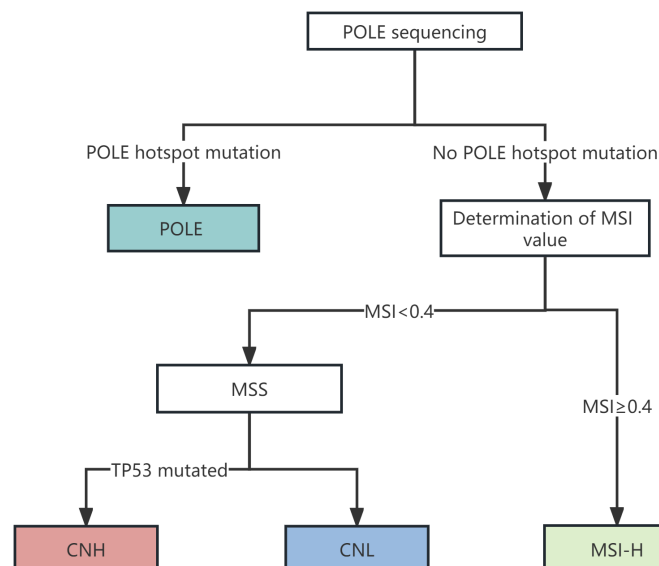 POLE sequencing
POLE hotspot mutation
No POLE hotspot mutation
POLE
Determination of MSI
value
MSI<0.4
MSS
MSI≥0.4
TP53 mutated
CNH
CNL
MSI-H